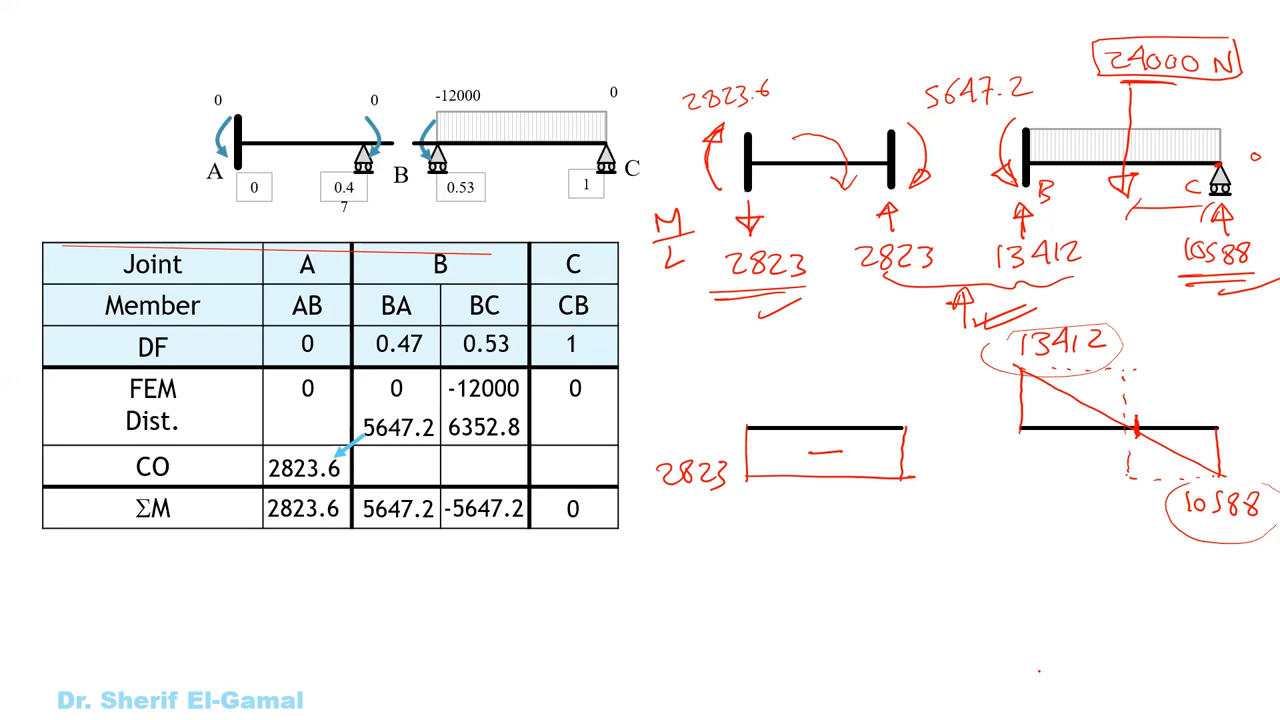 0
0
-12000
0
A
B
C
0
0.4
7
0.53
1
Joint A B C
Member AB BA BC CB
DF 0 0.47 0.53 1
FEM 0 0 -12000 0
Dist. 5647.2 6352.8
CO 2823.6
ΣM 2823.6 5647.2 -5647.2 0
24000 N
2823.6
5647.2
0
B
C
M
L
2823
2823
13412
10588
13412
2823
-
10588
Dr. Sherif El-Gamal